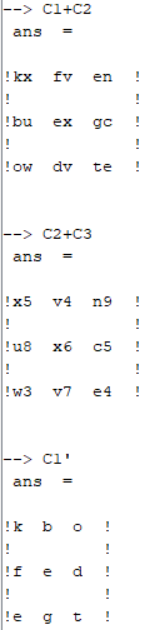 --> C1+C2
ans  =
!kx  fv  en  !
!            !
!bu  ex  gc  !
!            !
!ow  dv  te  !
--> C2+C3
ans  =
!x5  v4  n9  !
!            !
!u8  x6  c5  !
!            !
!w3  v7  e4  !
--> C1'
ans  =
!k  b  o  !
!         !
!f  e  d  !
!         !
!e  g  t  !